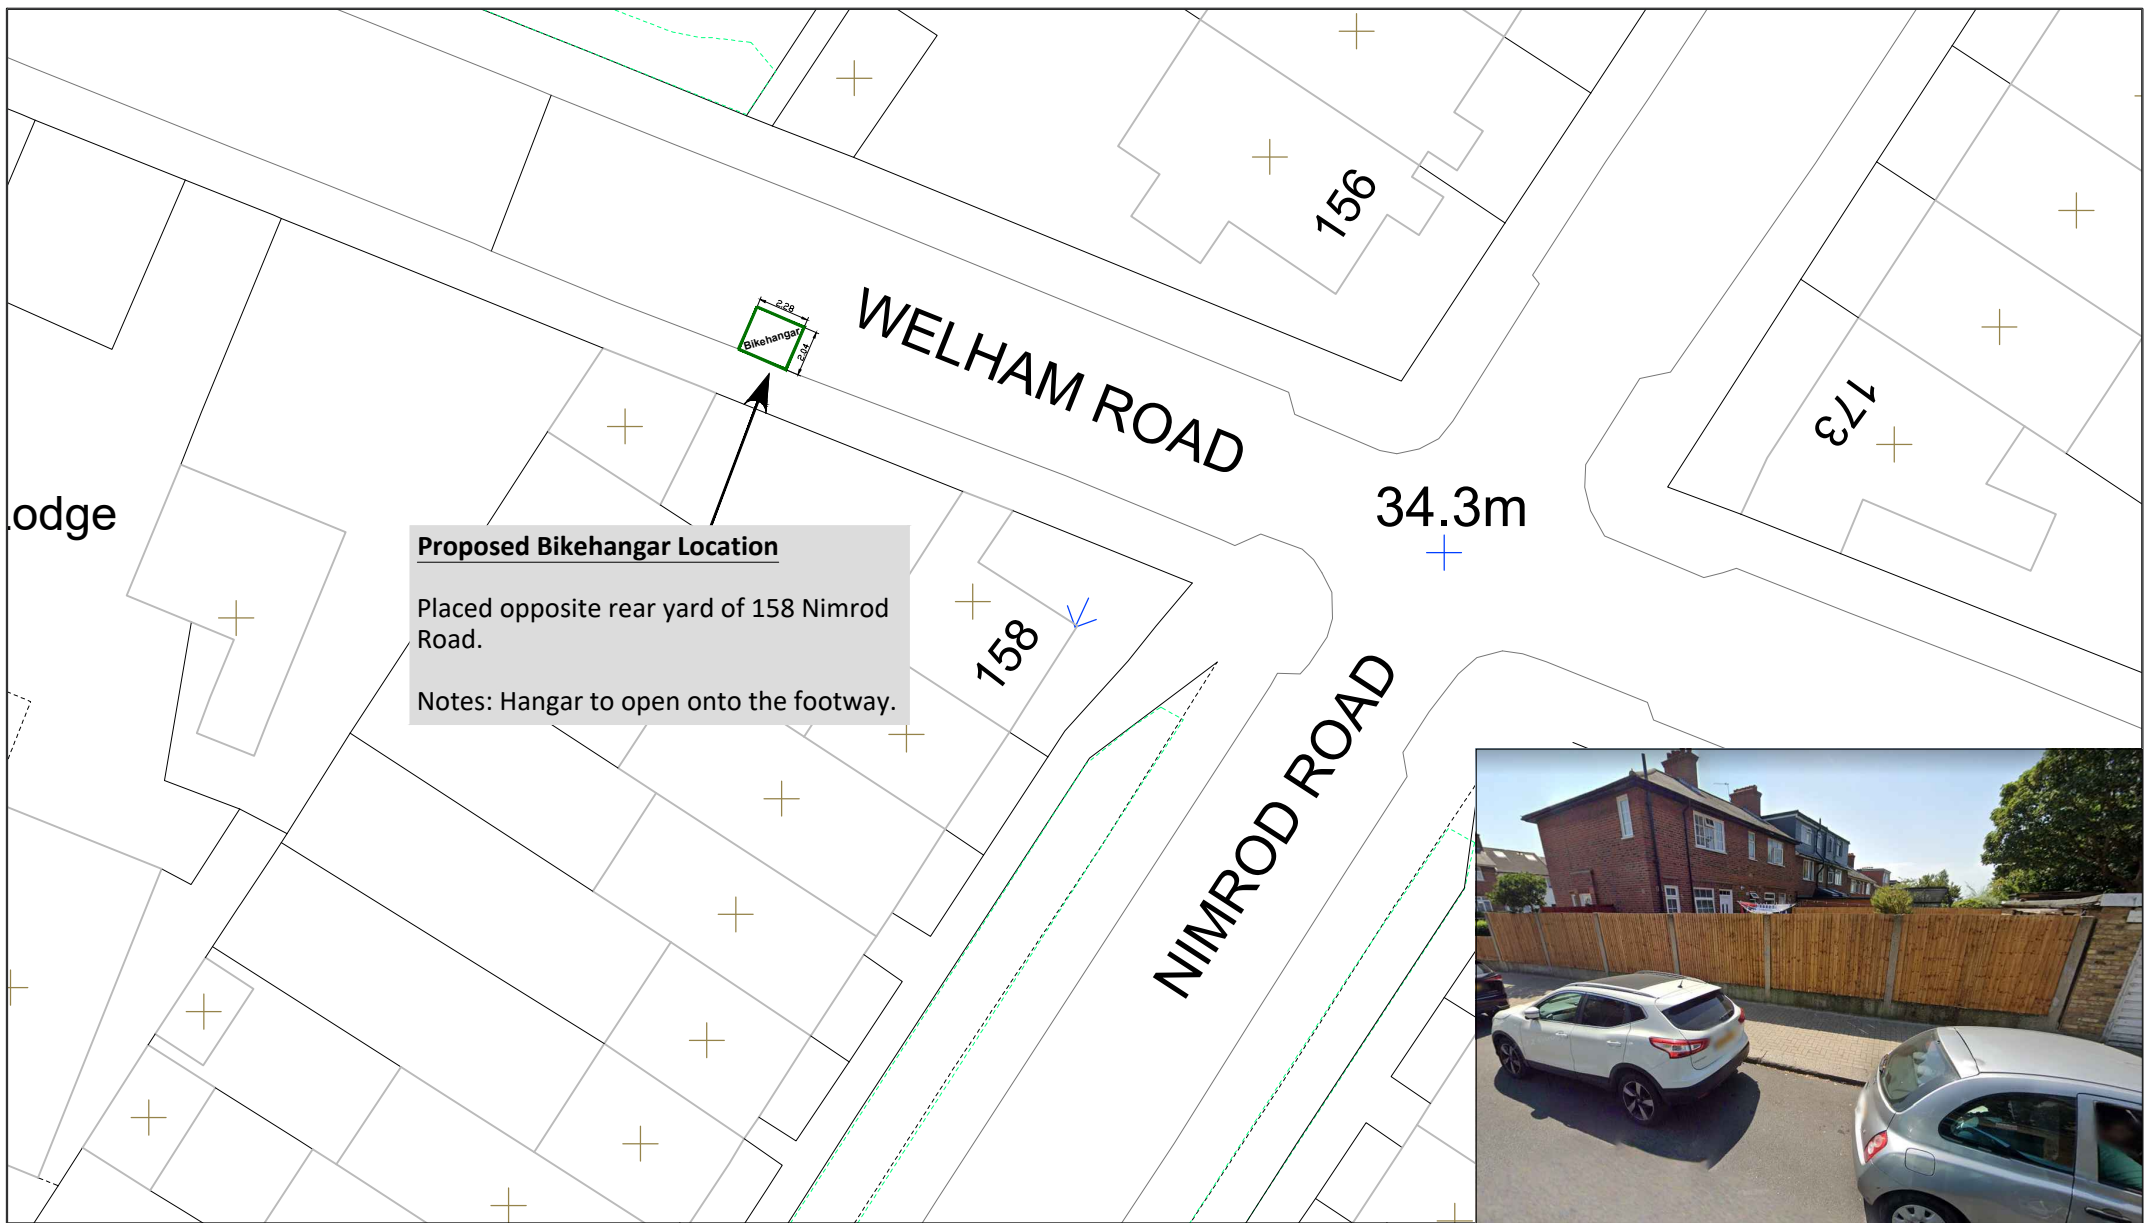 2.28
Bikehangar
2.04
WELHAM ROAD
156
173
34.3m
.odge
Proposed Bikehangar Location
Placed opposite rear yard of 158 Nimrod
Road.
Notes: Hangar to open onto the footway.
158
NIMROD ROAD